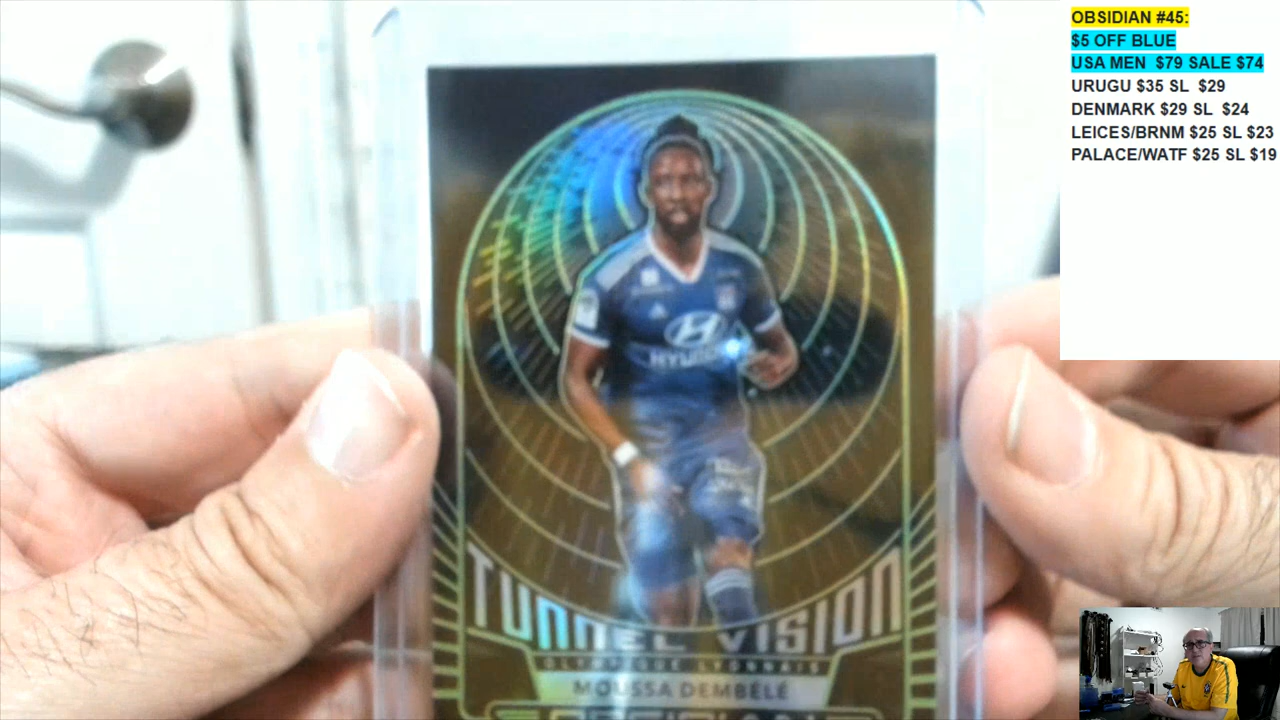 OBSIDIAN #45:
$5 OFF BLUE
USA MEN $79 SALE $74
URUGU $35 SL $29
DENMARK $29 SL $24
LEICES/BRNM $25 SL $23
PALACE/WATF $25 SL $19
HYUNDAI
TUNNEL VISION
OLYMPIQUE LYONNAIS
MOUSSA DEMBÉLÉ